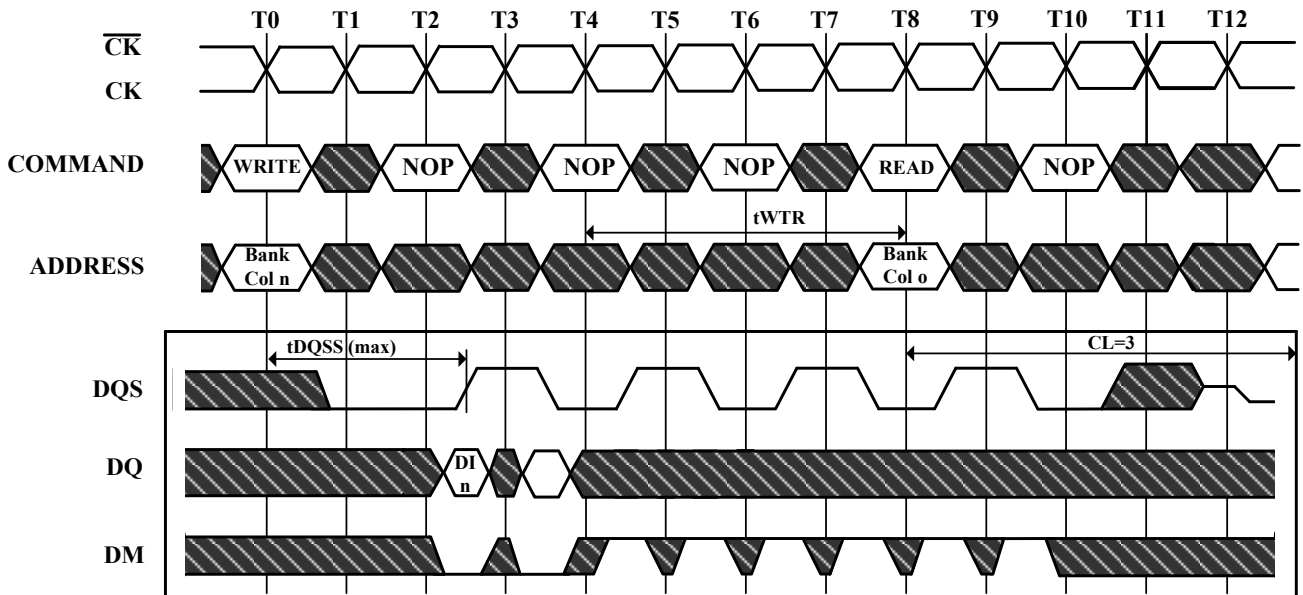 T0 T1 T2 T3 T4 T5 T6 T7 T8 T9 T10 T11 T12
CK
CK
COMMAND WRITE NOP NOP NOP READ NOP
tWTR
ADDRESS Bank Col n Bank Col o
tDQSS (max) CL=3
DQS
DQ DI n
DM